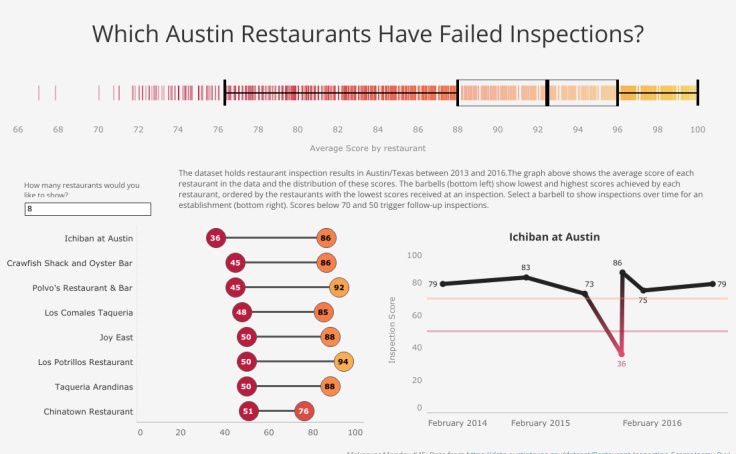 Which Austin Restaurants Have Failed Inspections?
66 68 70 72 74 76 78 80 82 84 86 88 90 92 94 96 98 100
Average Score by restaurant
The dataset holds restaurant inspection results in Austin/Texas between 2013 and 2016.The graph above shows the average score of each
restaurant in the data and the distribution of these scores. The barbells (bottom left) show lowest and highest scores achieved by each
restaurant, ordered by the restaurants with the lowest scores received at an inspection. Select a barbell to show inspections over time for an
establishment (bottom right). Scores below 70 and 50 trigger follow-up inspections.
How many restaurants would you
like to show?
8
Ichiban at Austin 36 86
Crawfish Shack and Oyster Bar 45 86
Polvo's Restaurant & Bar 45 92
Los Comales Taqueria 48 85
Joy East 50 88
Los Potrillos Restaurant 50 94
Taqueria Arandinas 50 88
Chinatown Restaurant 51 76
0 20 40 60 80 100
Ichiban at Austin
Inspection Score
100
80
60
40
20
0
79 83 73 36 86 75 79
February 2014 February 2015 February 2016